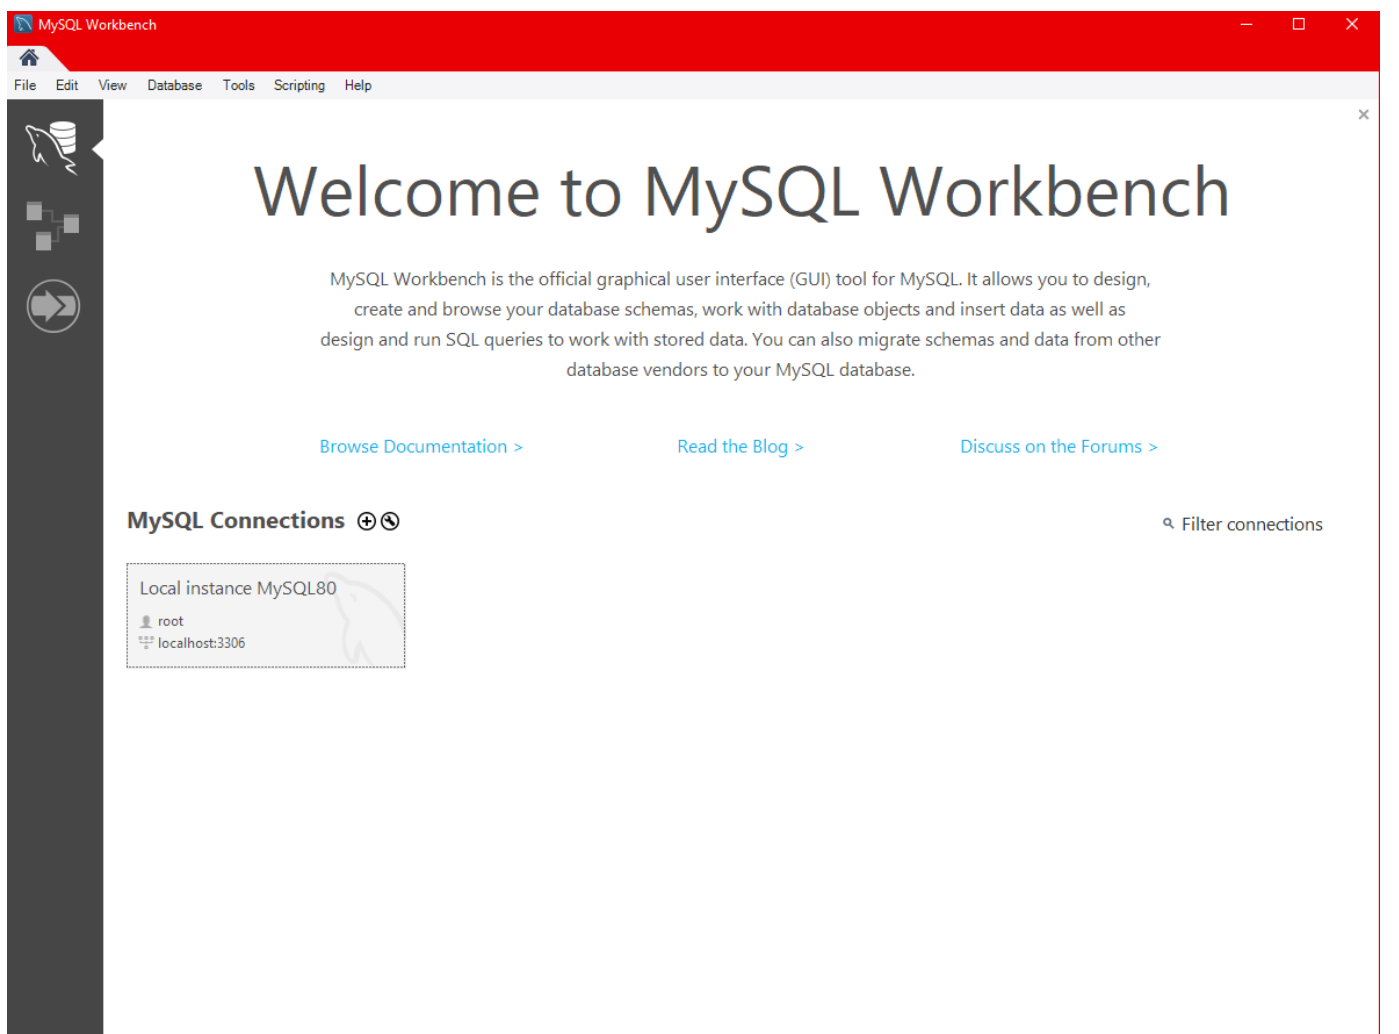 MySQL Workbench
File Edit View Database Tools Scripting Help
Welcome to MySQL Workbench
MySQL Workbench is the official graphical user interface (GUI) tool for MySQL. It allows you to design,
create and browse your database schemas, work with database objects and insert data as well as
design and run SQL queries to work with stored data. You can also migrate schemas and data from other
database vendors to your MySQL database.
Browse Documentation > Read the Blog > Discuss on the Forums >
MySQL Connections Filter connections
Local instance MySQL80
root
localhost:3306